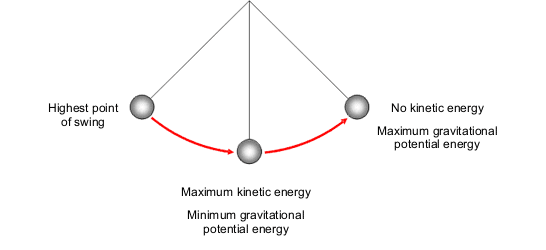 Highest point
of swing
No kinetic energy
Maximum gravitational
potential energy
Maximum kinetic energy
Minimum gravitational
potential energy